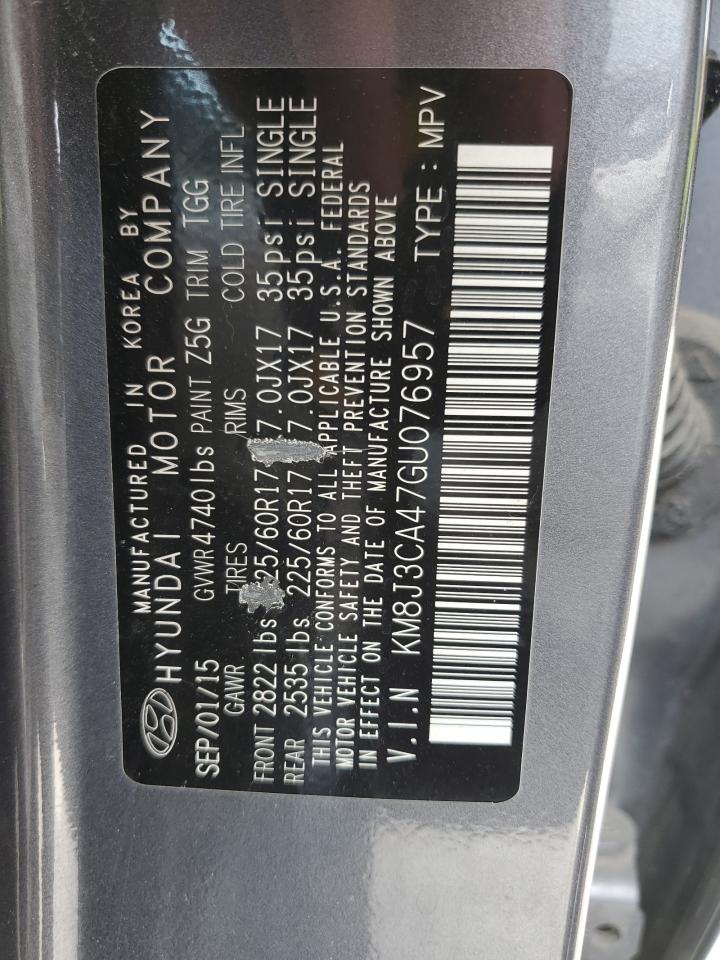 MANUFACTURED IN KOREA BY
HYUNDAI MOTOR COMPANY
SEP/01/15 GVWR4740lbs PAINT Z5G TRIM TGG
GAWR TIRES RIMS COLD TIRE INFL
FRONT 2822 lbs 25/60R17 7.0JX17 35psi SINGLE
REAR 2535 lbs. 225/60R17 7.0JX17 35psi SINGLE
THIS VEHICLE CONFORMS TO ALL APPLICABLE U.S.A. FEDERAL
MOTOR VEHICLE SAFETY AND THEFT PREVENTION STANDARDS
IN EFFECT ON THE DATE OF MANUFACTURE SHOWN ABOVE
V.I.N KM8J3CA47GU076957 TYPE : MPV